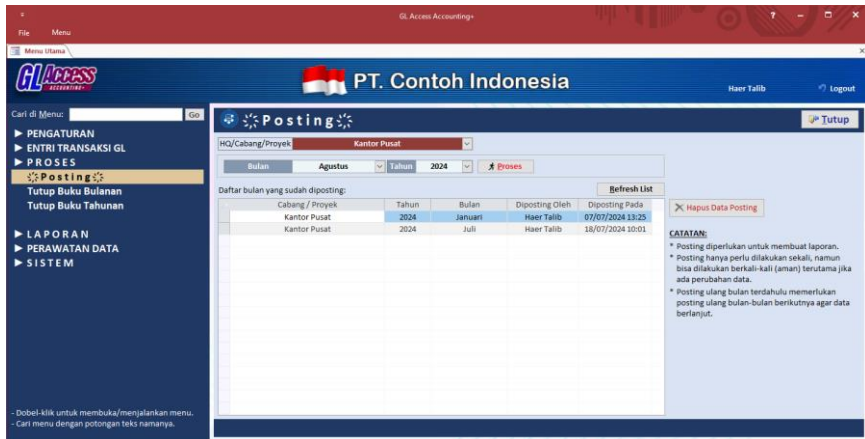 GL Access Accounting+
?
File Menu
Menu Utama
GL Access
ACCOUNTING+
PT. Contoh Indonesia
Haer Talib
Logout
Cari di Menu:
Go
PENGATURAN
ENTRI TRANSAKSI GL
PROSES
Posting
Tutup Buku Bulanan
Tutup Buku Tahunan
LAPORAN
PERAWATAN DATA
SISTEM
- Dobel-klik untuk membuka/menjalankan menu.
- Cari menu dengan potongan teks namanya.
Posting
Tutup
HQ/Cabang/Proyek Kantor Pusat
Bulan Agustus Tahun 2024 Proses
Daftar bulan yang sudah diposting:
Refresh List
Cabang / Proyek Tahun Bulan Diposting Oleh Diposting Pada
Kantor Pusat 2024 Januari Haer Talib 07/07/2024 13:25
Kantor Pusat 2024 Juli Haer Talib 18/07/2024 10:01
Hapus Data Posting
CATATAN:
* Posting diperlukan untuk membuat laporan.
* Posting hanya perlu dilakukan sekali, namun
bisa dilakukan berkali-kali (aman) terutama jika
ada perubahan data.
* Posting ulang bulan terdahulu memerlukan
posting ulang bulan-bulan berikutnya agar data
berlanjut.